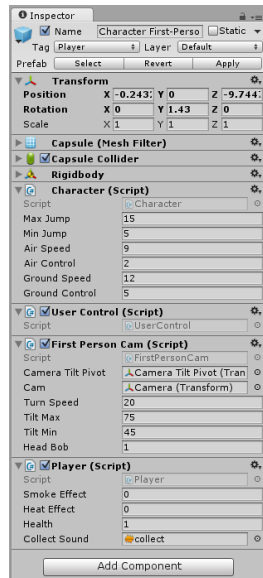 Inspector
Name Character First-Perso Static
Tag Player Layer Default
Prefab Select Revert Apply
Transform
Position X -0.243 Y 0 Z -9.744
Rotation X 0 Y 1.43 Z 0
Scale X 1 Y 1 Z 1
Capsule (Mesh Filter)
Capsule Collider
Rigidbody
Character (Script)
Script Character
Max Jump 15
Min Jump 5
Air Speed 9
Air Control 2
Ground Speed 12
Ground Control 5
User Control (Script)
Script UserControl
First Person Cam (Script)
Script FirstPersonCam
Camera Tilt Pivot Camera Tilt Pivot (Tran
Cam Camera (Transform)
Turn Speed 20
Tilt Max 75
Tilt Min 45
Head Bob 1
Player (Script)
Script Player
Smoke Effect 0
Heat Effect 0
Health 1
Collect Sound collect
Add Component